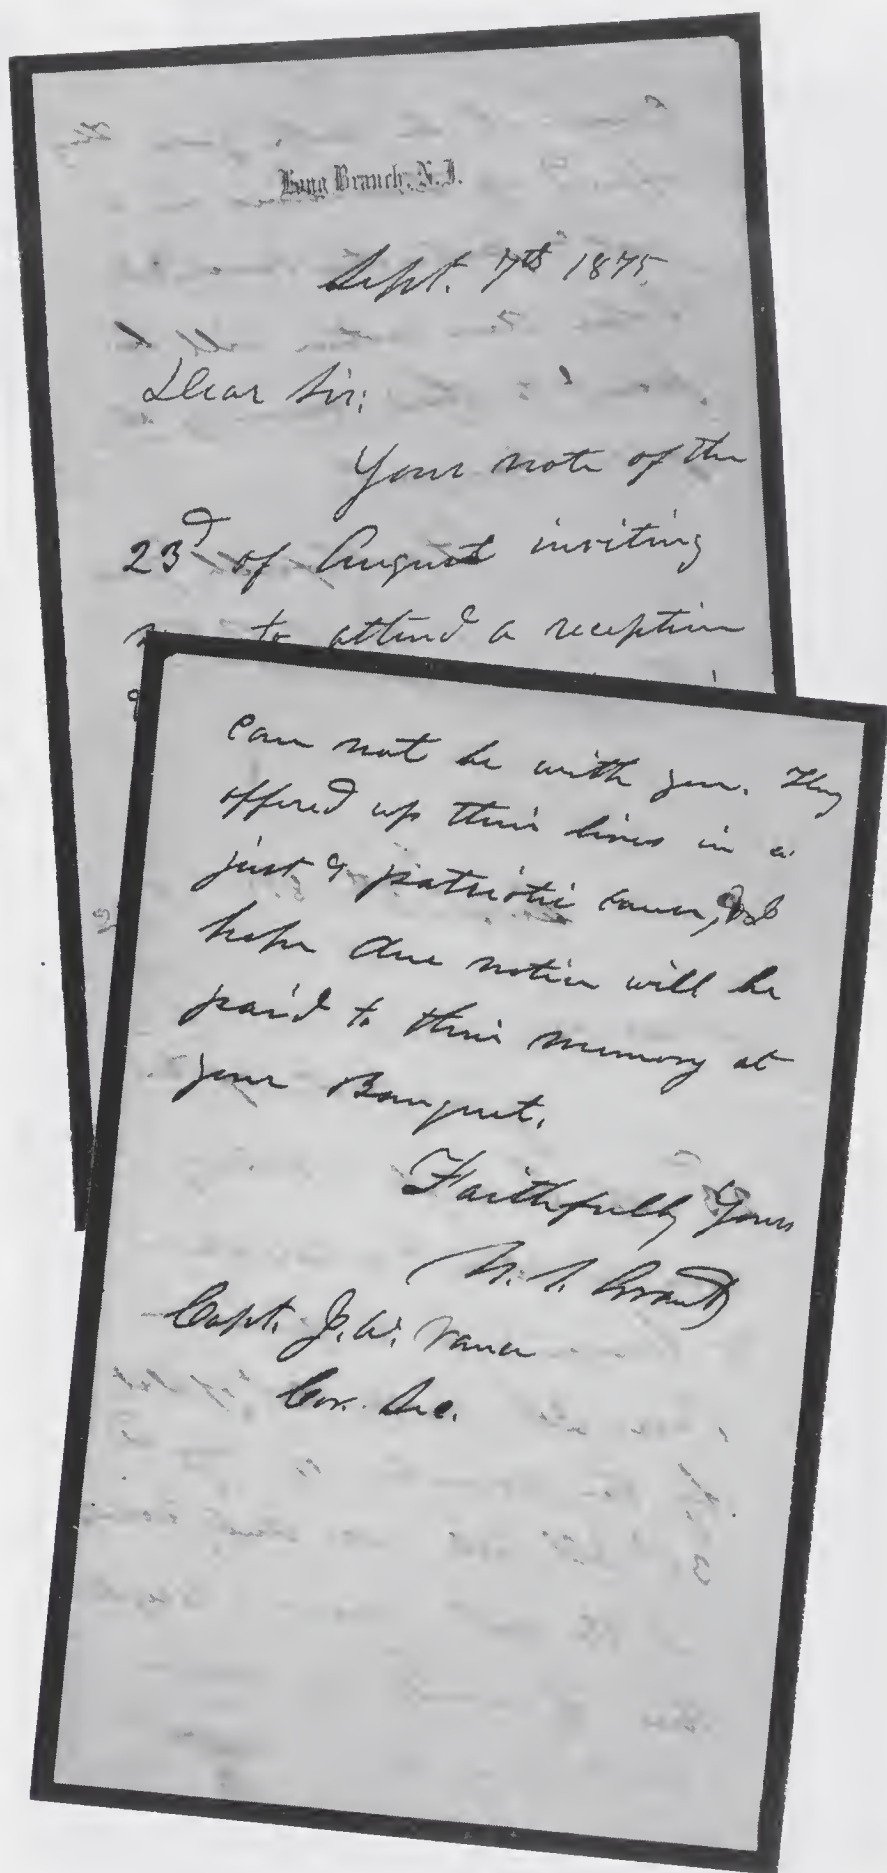 Long Branch, N.J.
Sept. 7th 1875.
Dear Sir:
Your note of the
23d of August inviting
to attend a reception
can not be with you. They
offered up their lives in a
just & patriotic cause, & I
hope due notice will be
paid to their memory at
your Banquet.
Faithfully Yours
U. S. Grant
Capt. J. W. Vance
Cor. Sec.